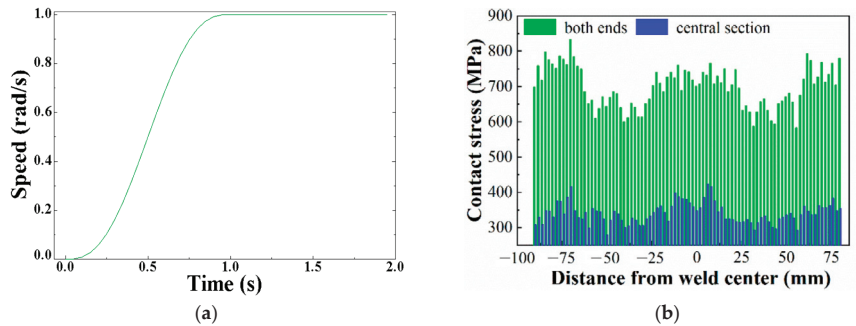 1.0
0.8
0.6
0.4
0.2
0.0
Speed (rad/s)
0.0 0.5 1.0 1.5 2.0
Time (s)
(a)
both ends central section
900
800
700
600
400
300
Contact stress (MPa)
−100 −75 −50 −25 0 25 50 75
Distance from weld center (mm)
(b)